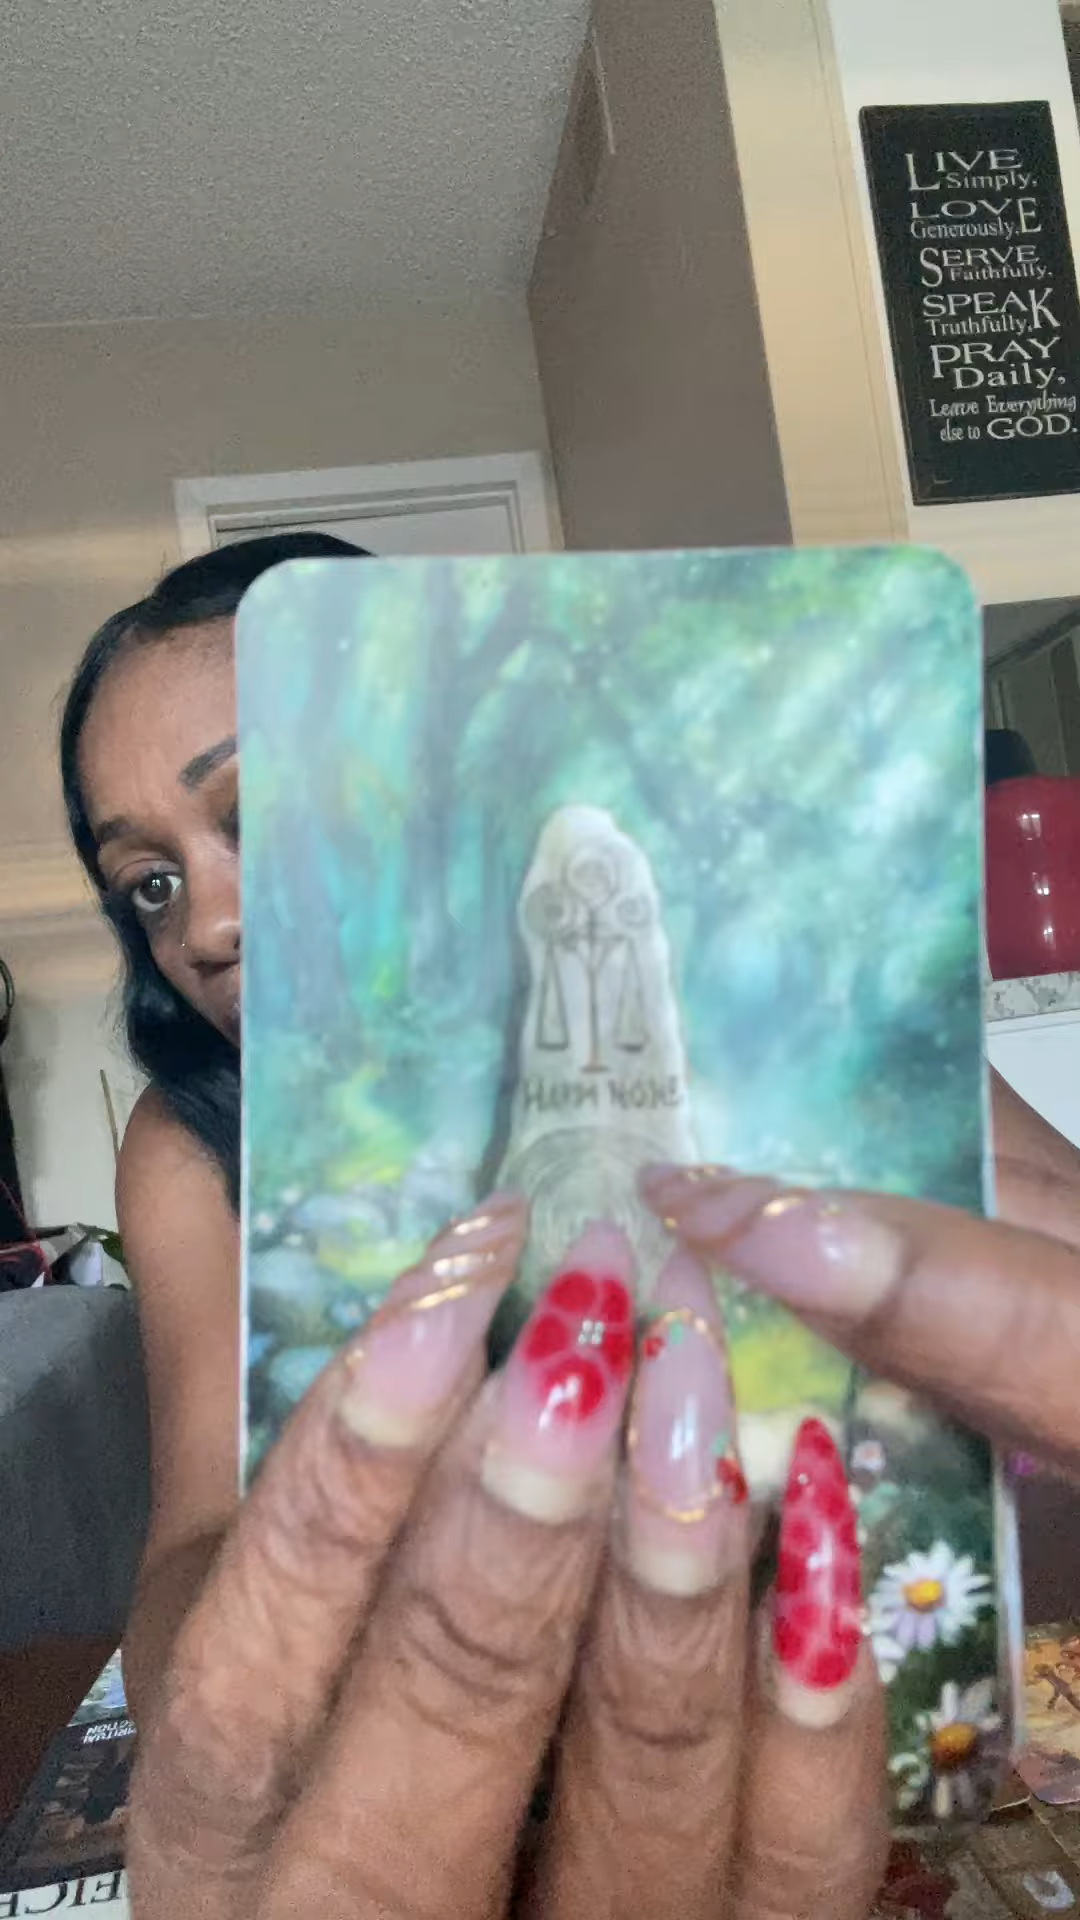 LIVE
Simply,
LOVE
Generously,
SERVE
Faithfully,
SPEAK
Truthfully,
PRAY
Daily,
Leave Everything
else to GOD.
HARM NONE